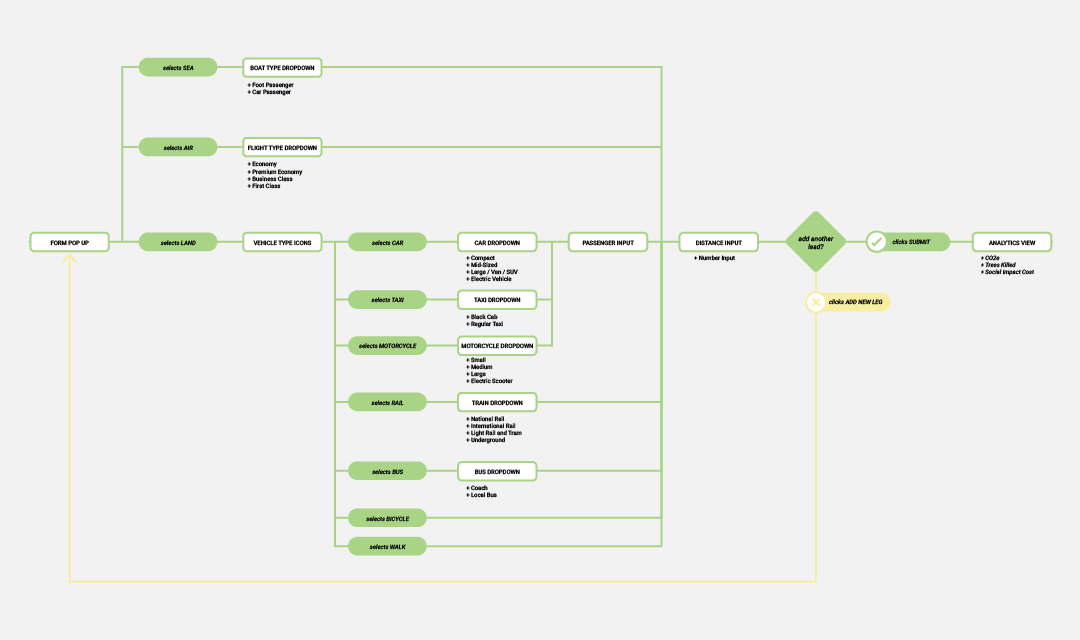 selects SEA
BOAT TYPE DROPDOWN
+ Foot Passenger
+ Car Passenger
selects AIR
FLIGHT TYPE DROPDOWN
+ Economy
+ Premium Economy
+ Business Class
+ First Class
FORM POP UP
selects LAND
VEHICLE TYPE ICONS
selects CAR
CAR DROPDOWN
+ Compact
+ Mid-Sized
+ Large / Van / SUV
+ Electric Vehicle
PASSENGER INPUT
DISTANCE INPUT
+ Number Input
add another
lead?
clicks SUBMIT
ANALYTICS VIEW
+ CO2e
+ Trees Killed
+ Social Impact Cost
clicks ADD NEW LEG
selects TAXI
TAXI DROPDOWN
+ Black Cab
+ Regular Taxi
selects MOTORCYCLE
MOTORCYCLE DROPDOWN
+ Small
+ Medium
+ Large
+ Electric Scooter
selects RAIL
TRAIN DROPDOWN
+ National Rail
+ International Rail
+ Light Rail and Tram
+ Underground
selects BUS
BUS DROPDOWN
+ Coach
+ Local Bus
selects BICYCLE
selects WALK